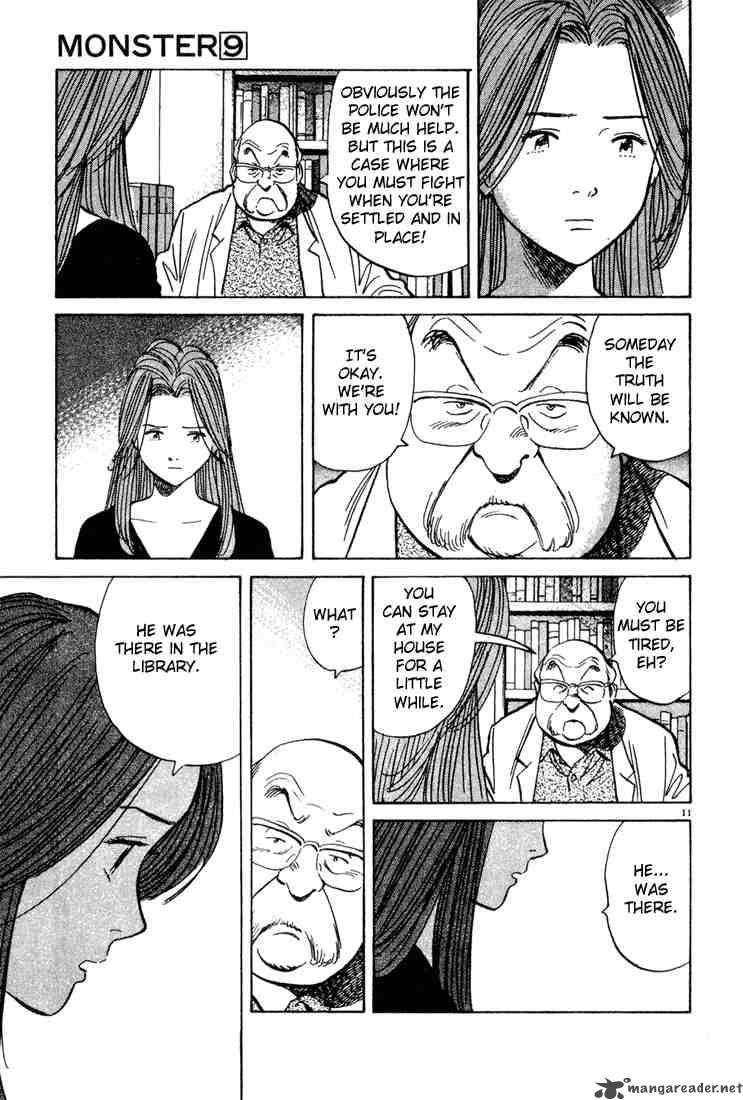 MONSTER 9
OBVIOUSLY THE
POLICE WON'T
BE MUCH HELP.
BUT THIS IS A
CASE WHERE
YOU MUST FIGHT
WHEN YOU'RE
SETTLED AND IN
PLACE!
SOMEDAY
THE
TRUTH
WILL BE
KNOWN.
IT'S
OKAY.
WE'RE
WITH YOU!
YOU
MUST BE
TIRED,
EH?
YOU
CAN STAY
AT MY
HOUSE
FOR A
LITTLE
WHILE.
11
HE...
WAS
THERE.
WHAT
?
HE WAS
THERE IN THE
LIBRARY.
mangareader.net